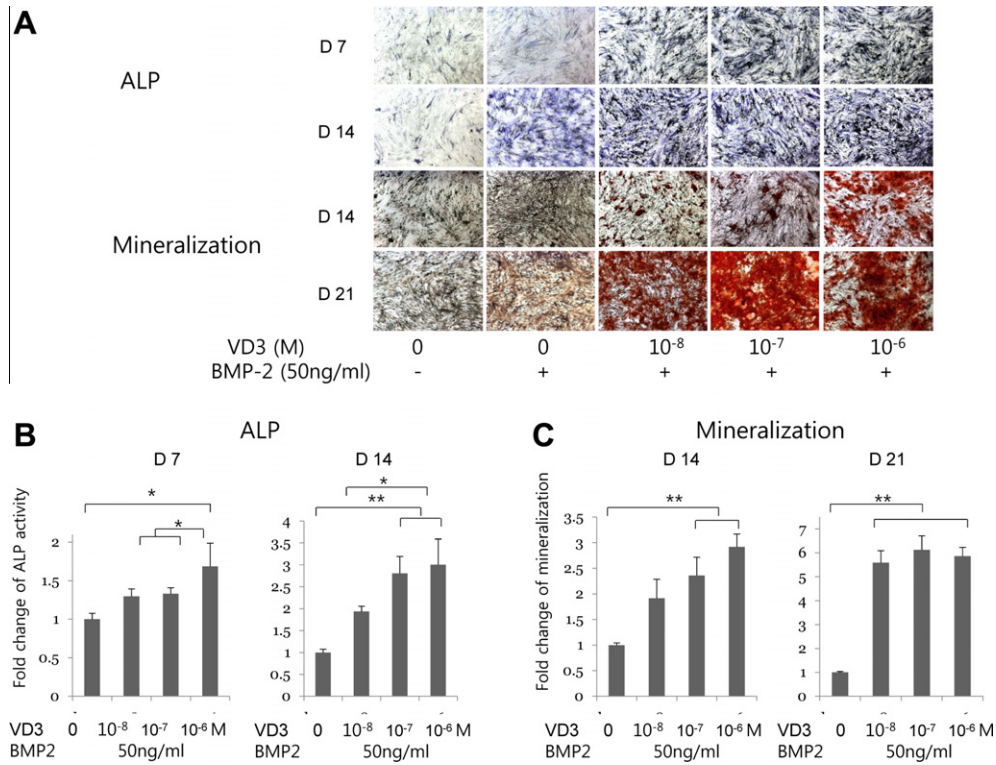 A
D 7
ALP
D 14
D 14
Mineralization
D 21
VD3 (M) 0 0 10⁻⁸ 10⁻⁷ 10⁻⁶
BMP-2 (50ng/ml) - + + + +
B ALP
D 7 D 14
Fold change of ALP activity
* *
2
1.5
1
0.5
0
* **
4
3.5
3
2.5
2
1.5
1
0.5
0
VD3 0 10⁻⁸ 10⁻⁷ 10⁻⁶ M
BMP2 50ng/ml
VD3 0 10⁻⁸ 10⁻⁷ 10⁻⁶ M
BMP2 50ng/ml
C Mineralization
D 14 D 21
Fold change of mineralization
**
3.5
3
2.5
2
1.5
1
0.5
0
**
7
6
5
4
3
2
1
0
VD3 0 10⁻⁸ 10⁻⁷ 10⁻⁶ M
BMP2 50ng/ml
VD3 0 10⁻⁸ 10⁻⁷ 10⁻⁶ M
BMP2 50ng/ml